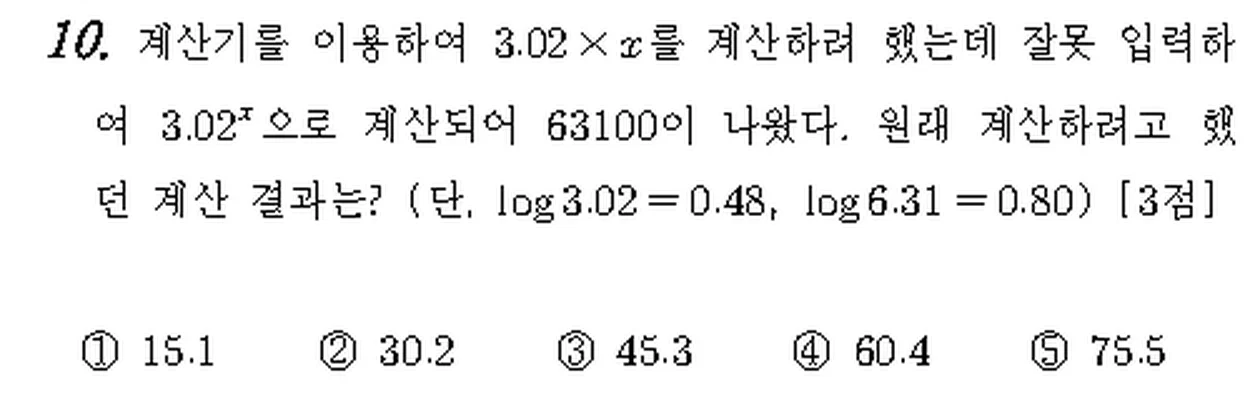 10. 계산기를 이용하여 3.02 × x를 계산하려 했는데 잘못 입력하
여 3.02ˣ으로 계산되어 63100이 나왔다. 원래 계산하려고 했
던 계산 결과는? (단, log 3.02 = 0.48, log 6.31 = 0.80) [3점]
① 15.1 ② 30.2 ③ 45.3 ④ 60.4 ⑤ 75.5